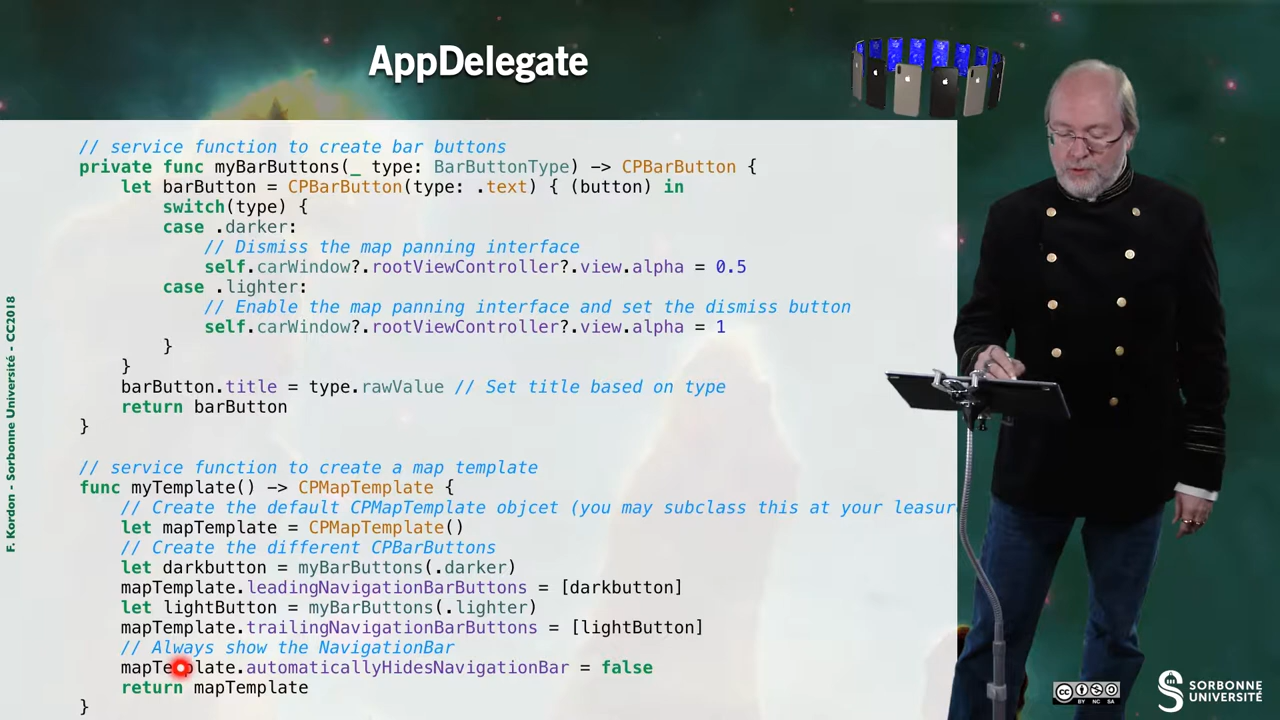 AppDelegate
// service function to create bar buttons
private func myBarButtons(_ type: BarButtonType) -> CPBarButton {
let barButton = CPBarButton(type: .text) { (button) in
switch(type) {
case .darker:
// Dismiss the map panning interface
self.carWindow?.rootViewController?.view.alpha = 0.5
case .lighter:
// Enable the map panning interface and set the dismiss button
self.carWindow?.rootViewController?.view.alpha = 1
}
}
barButton.title = type.rawValue // Set title based on type
return barButton
}
// service function to create a map template
func myTemplate() -> CPMapTemplate {
// Create the default CPMapTemplate objcet (you may subclass this at your leasur
let mapTemplate = CPMapTemplate()
// Create the different CPBarButtons
let darkbutton = myBarButtons(.darker)
mapTemplate.leadingNavigationBarButtons = [darkbutton]
let lightButton = myBarButtons(.lighter)
mapTemplate.trailingNavigationBarButtons = [lightButton]
// Always show the NavigationBar
mapTemplate.automaticallyHidesNavigationBar = false
return mapTemplate
}
F. Kordon - Sorbonne Université - CC2018
CC BY NC SA
SORBONNE
UNIVERSITÉ